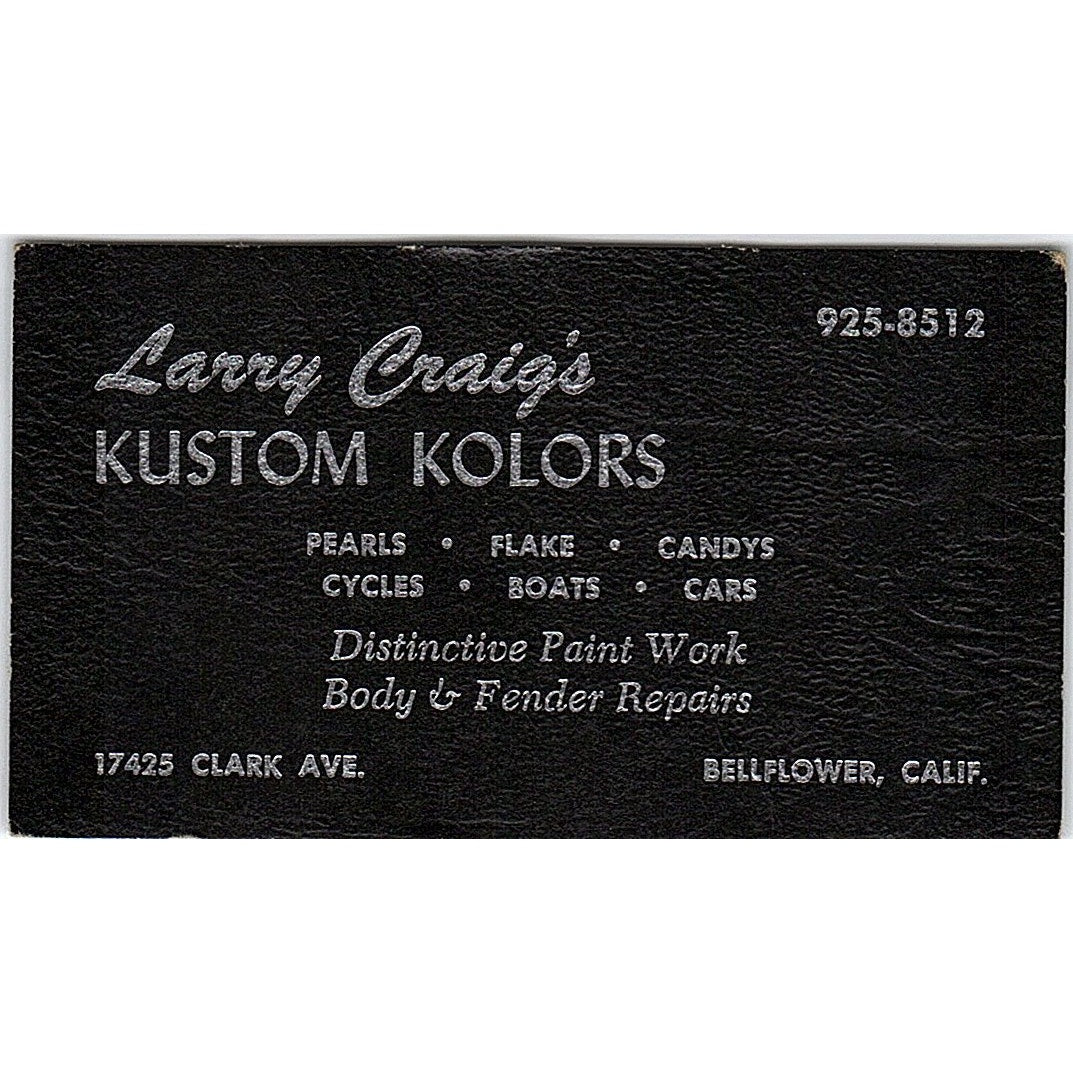 925-8512
Larry Craig's
KUSTOM KOLORS
PEARLS • FLAKE • CANDYS
CYCLES • BOATS • CARS
Distinctive Paint Work
Body & Fender Repairs
17425 CLARK AVE. BELLFLOWER, CALIF.